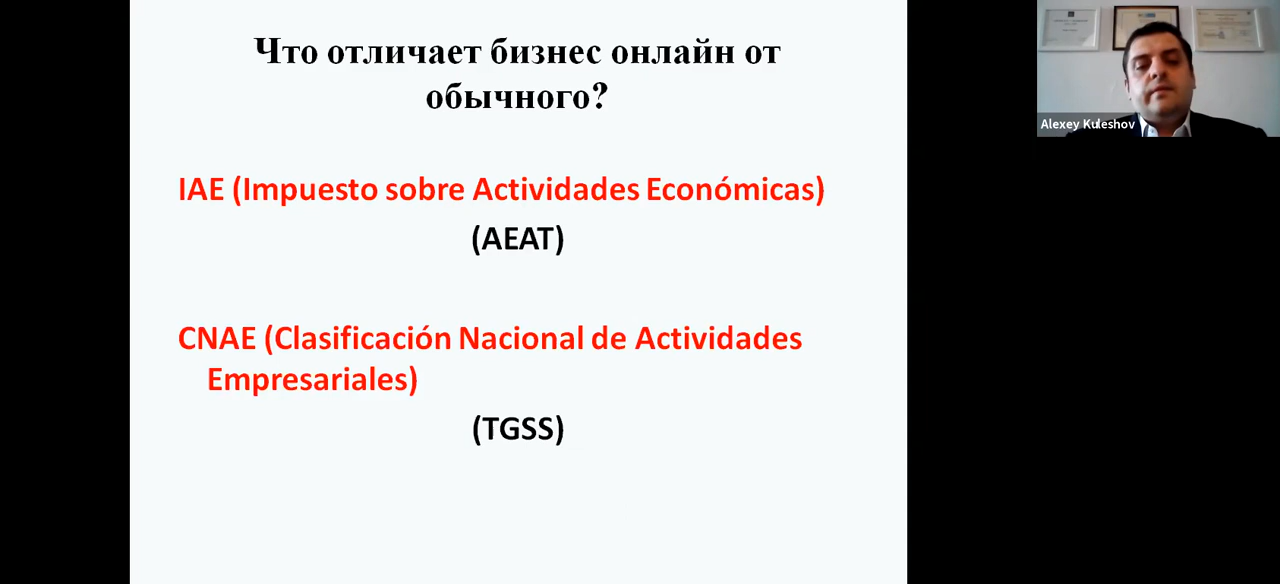 Что отличает бизнес онлайн от
обычного?
IAE (Impuesto sobre Actividades Económicas)
(AEAT)
CNAE (Clasificación Nacional de Actividades
Empresariales)
(TGSS)
Alexey Kuleshov